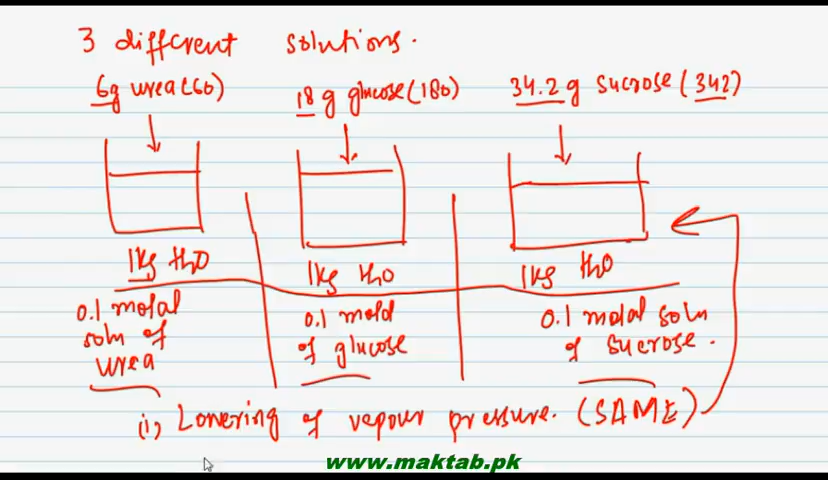 3 different solutions.
6g urea(60)
18 g glucose(180)
34.2 g sucrose (342)
1kg H2O
1kg H2O
1kg H2O
0.1 molal
soln of
urea
0.1 molal
of glucose
0.1 molal soln
of sucrose.
(i) Lowering of vapour pressure. (SAME)
www.maktab.pk